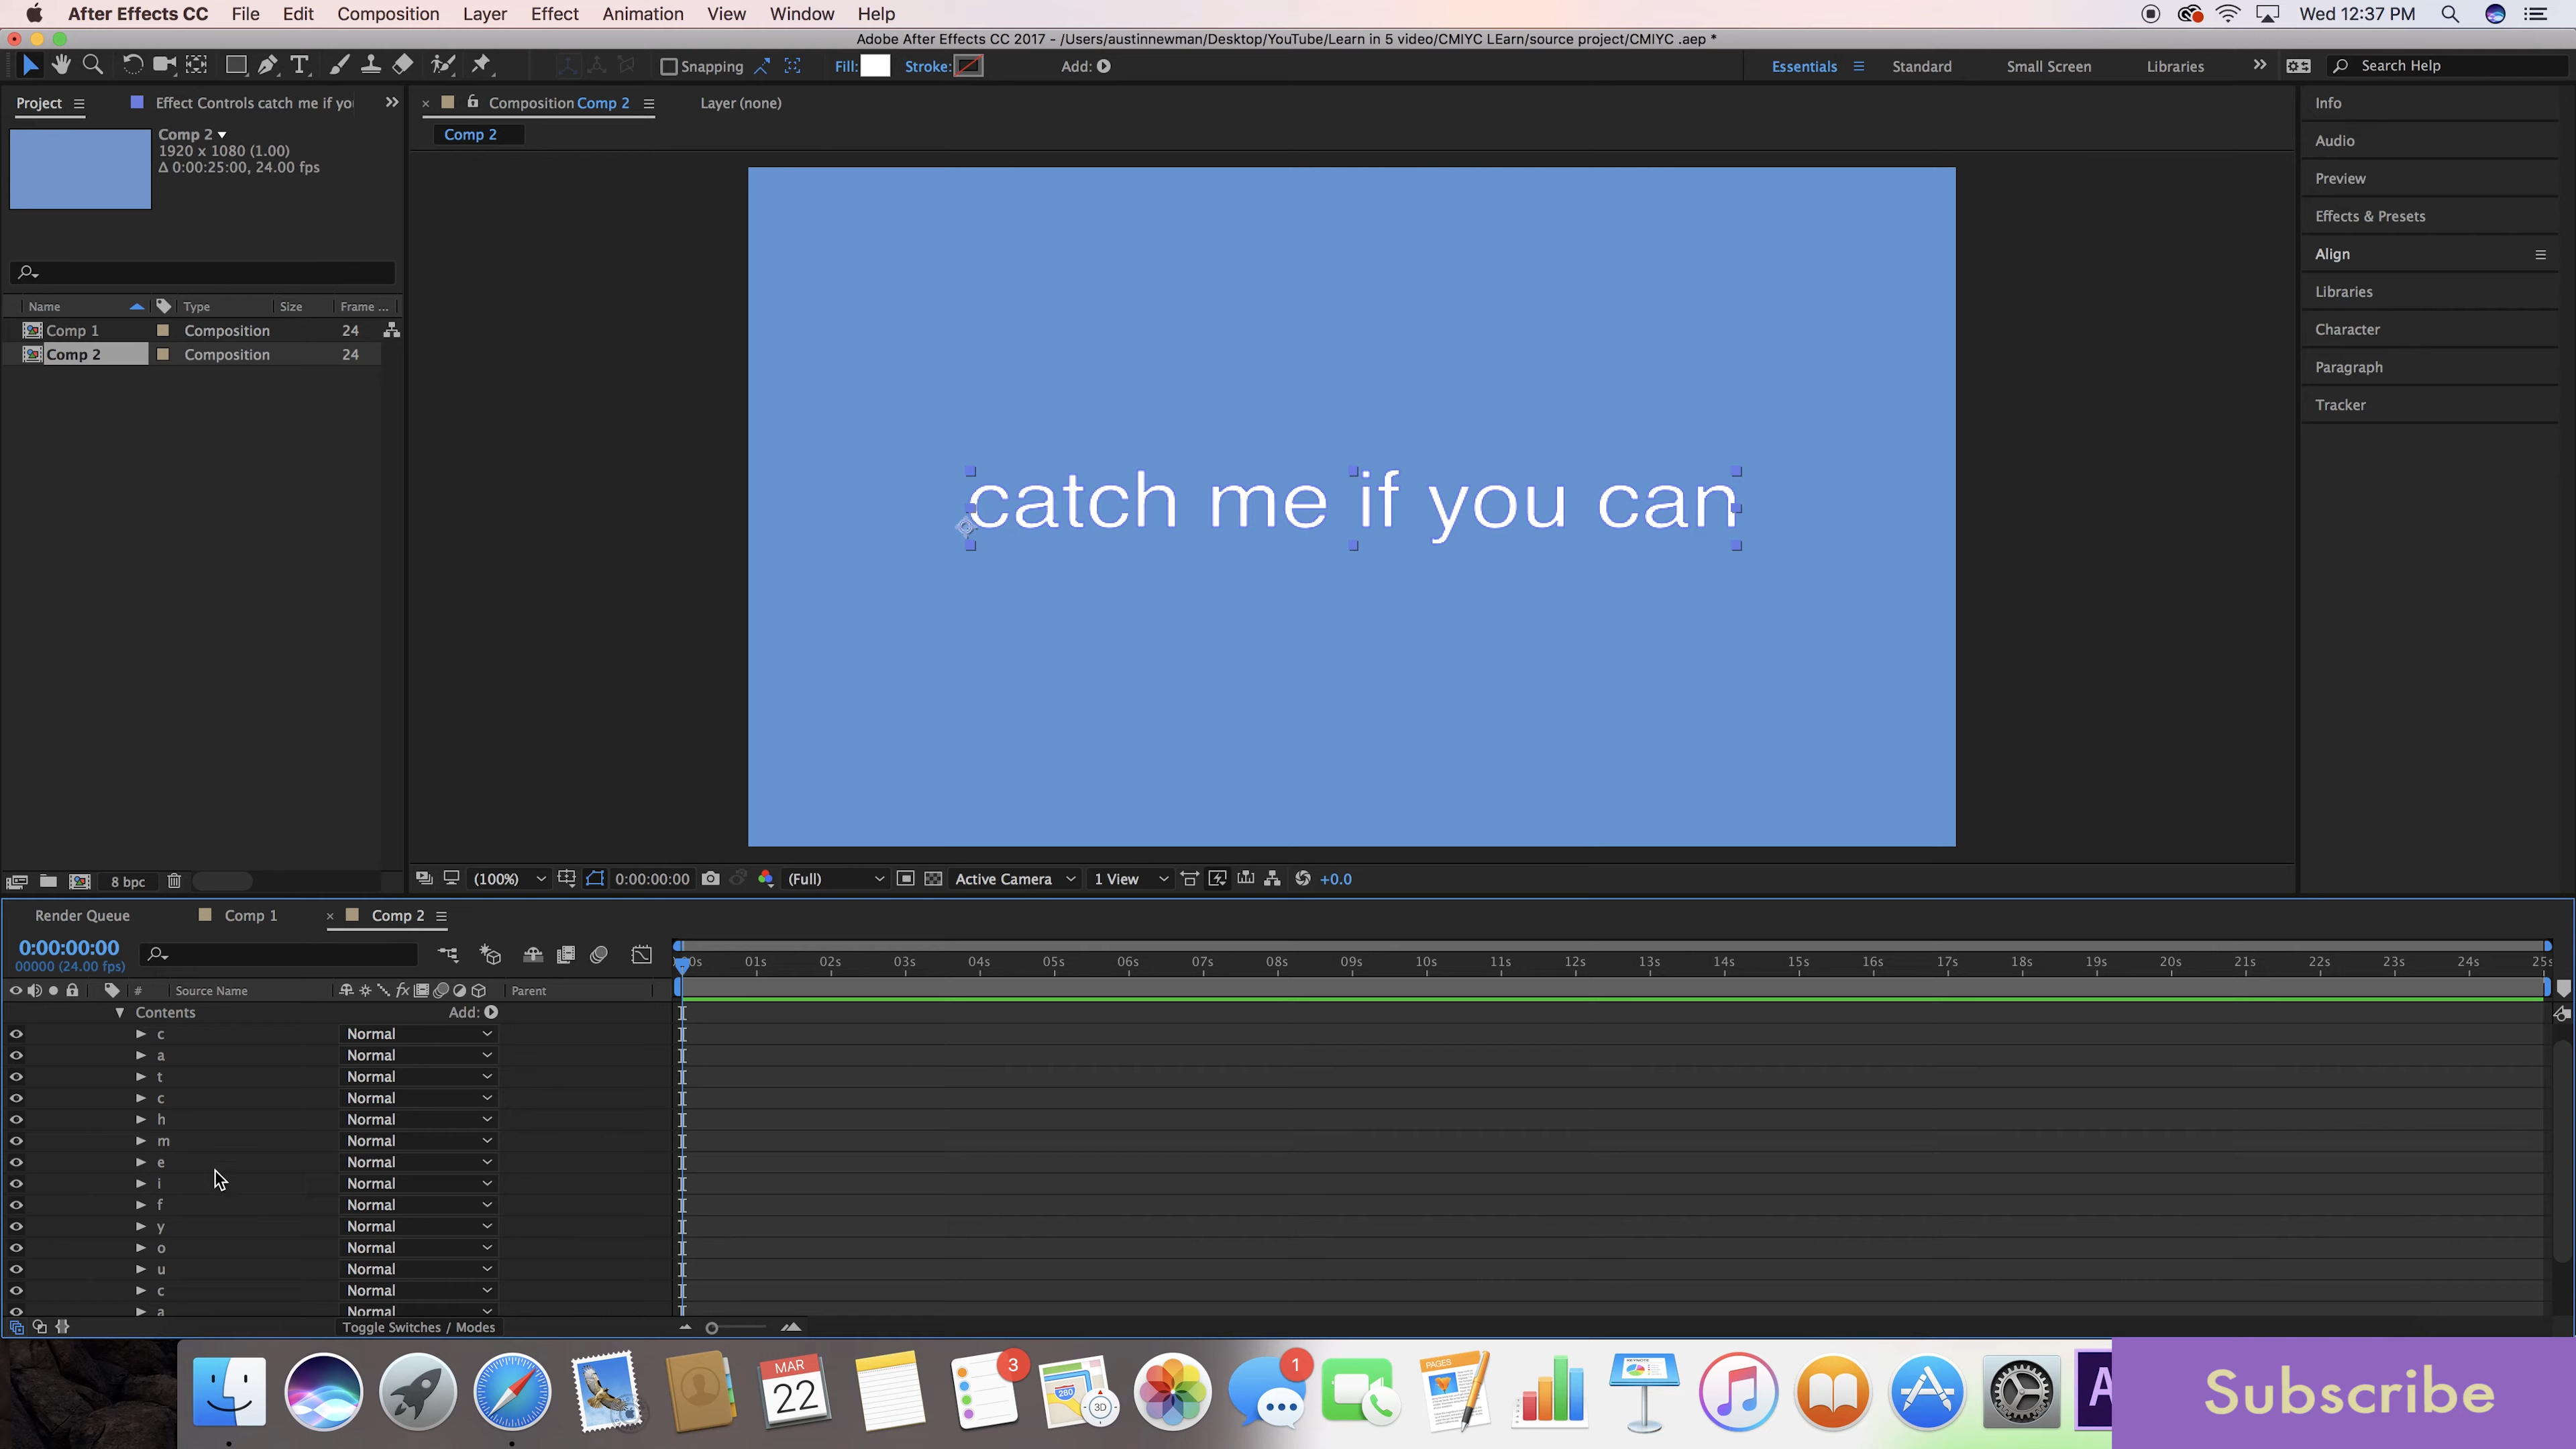 After Effects CC File Edit Composition Layer Effect Animation View Window Help Wed 12:37 PM
Adobe After Effects CC 2017 - /Users/austinnewman/Desktop/YouTube/Learn in 5 video/CMIYC LEarn/source project/CMIYC .aep *
Snapping Fill: Stroke: Add: Essentials Standard Small Screen Libraries Search Help
Project Effect Controls catch me if yo
Composition Comp 2 Layer (none)
Comp 2
Comp 2
1920 x 1080 (1.00)
Δ 0:00:25:00, 24.00 fps
Name Type Size Frame ...
Comp 1 Composition 24
Comp 2 Composition 24
catch me if you can
Info
Audio
Preview
Effects & Presets
Align
Libraries
Character
Paragraph
Tracker
8 bpc
(100%) 0:00:00:00 (Full) Active Camera 1 View +0.0
Render Queue Comp 1 Comp 2
0:00:00:00
00000 (24.00 fps)
00s 01s 02s 03s 04s 05s 06s 07s 08s 09s 10s 11s 12s 13s 14s 15s 16s 17s 18s 19s 20s 21s 22s 23s 24s 25s
# Source Name fx Parent
Contents Add:
c Normal
a Normal
t Normal
c Normal
h Normal
m Normal
e Normal
i Normal
f Normal
y Normal
o Normal
u Normal
c Normal
a Normal
Toggle Switches / Modes
MAR
22
3
280
3D
1
PAGES
KEYNOTE
A
Subscribe